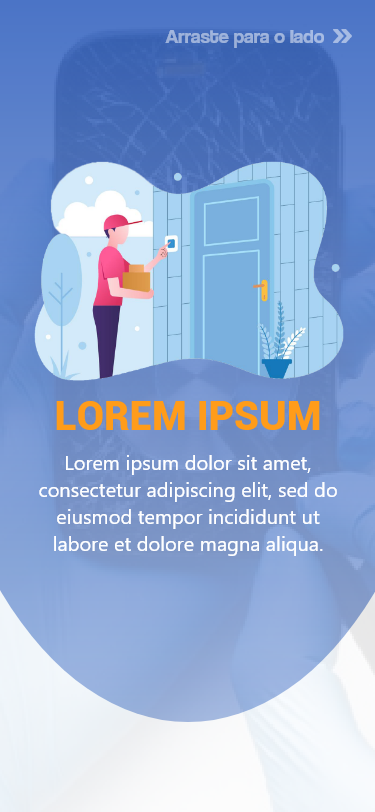 Arraste para o lado
LOREM IPSUM
Lorem ipsum dolor sit amet,
consectetur adipiscing elit, sed do
eiusmod tempor incididunt ut
labore et dolore magna aliqua.